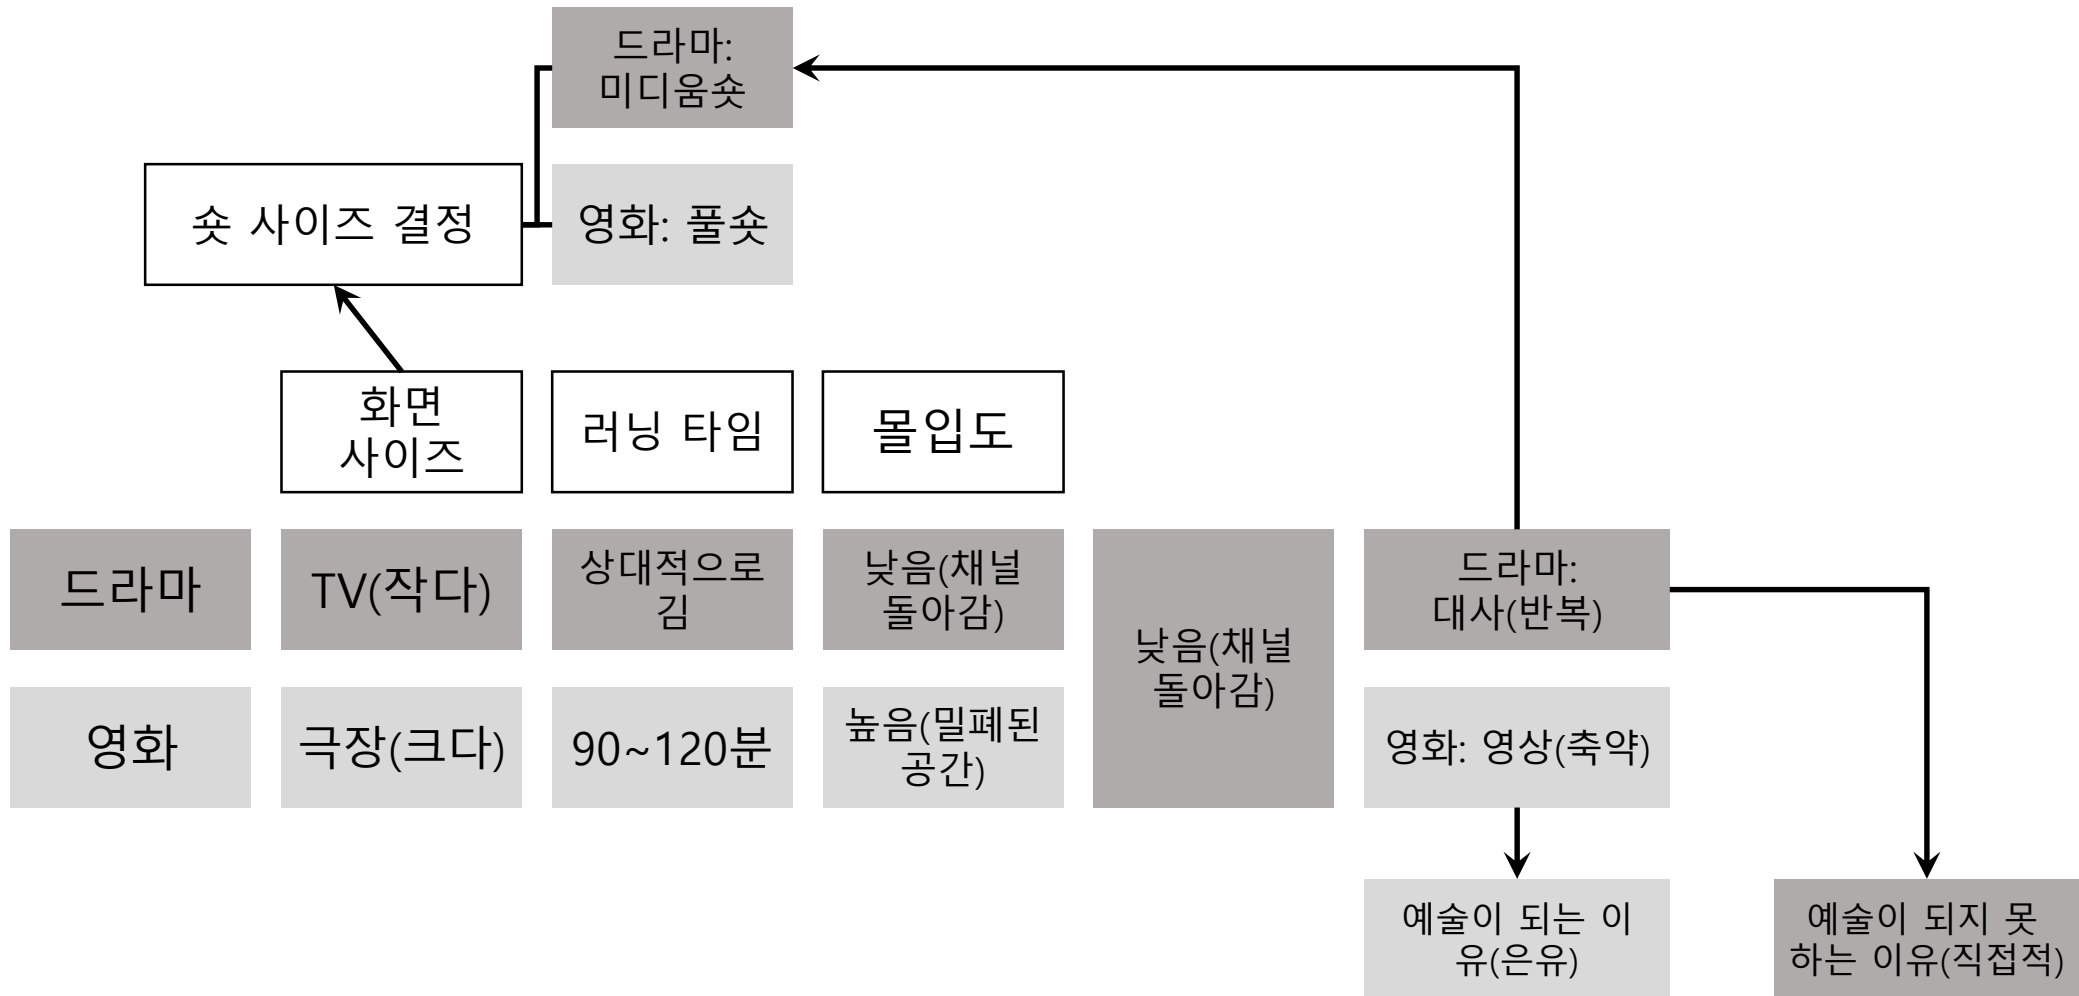 드라마:
미디움숏
숏 사이즈 결정
영화: 풀숏
화면
사이즈
러닝 타임
몰입도
드라마
TV(작다)
상대적으로
김
낮음(채널
돌아감)
낮음(채널
돌아감)
드라마:
대사(반복)
영화
극장(크다)
90~120분
높음(밀폐된
공간)
영화: 영상(축약)
예술이 되는 이
유(은유)
예술이 되지 못
하는 이유(직접적)